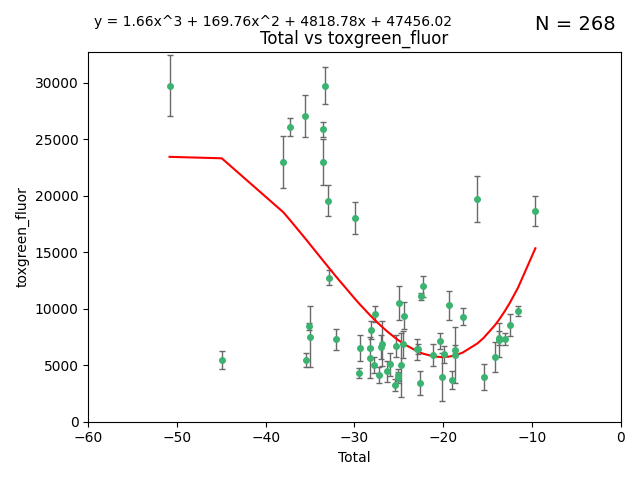 y = 1.66x^3 + 169.76x^2 + 4818.78x + 47456.02
N = 268
Total vs toxgreen_fluor
30000
25000
20000
15000
10000
5000
0
toxgreen_fluor
−60 −50 −40 −30 −20 −10 0
Total